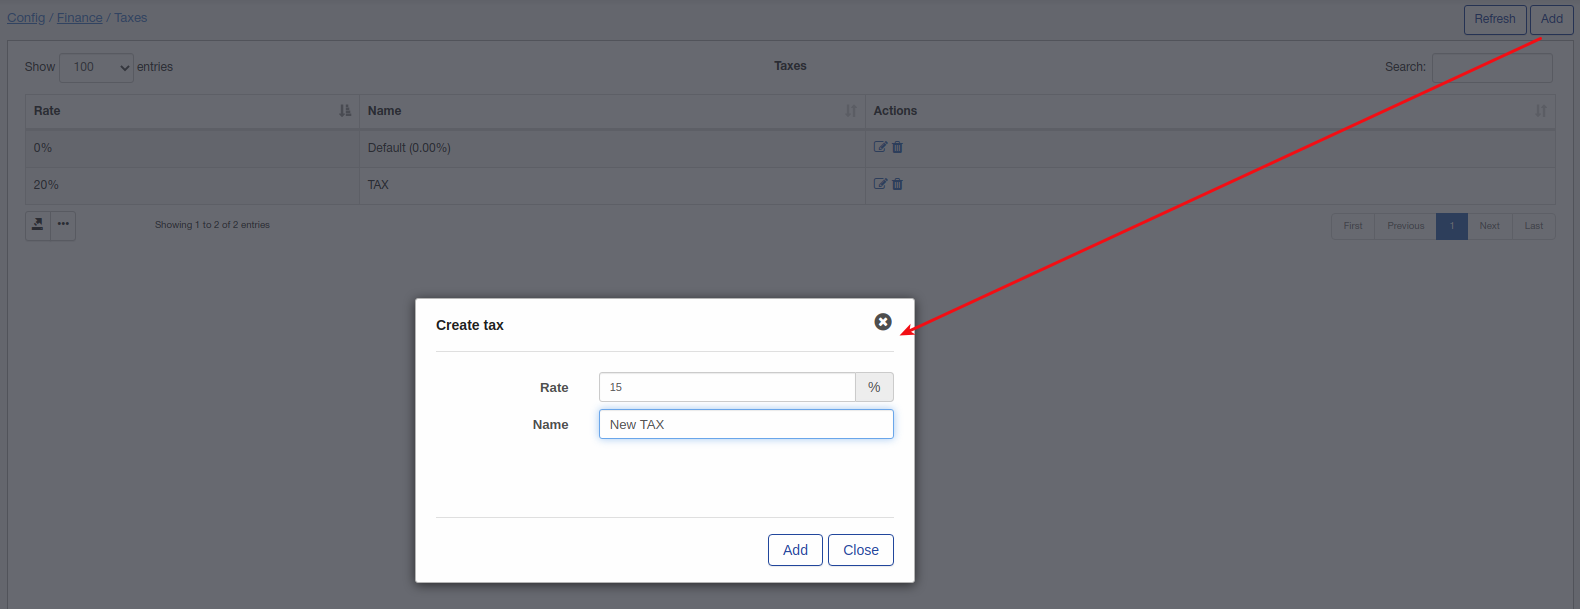 Config / Finance / Taxes
Refresh Add
Show 100 entries
Taxes
Search:
Rate Name Actions
0% Default (0.00%)
20% TAX
••• Showing 1 to 2 of 2 entries
First Previous 1 Next Last
Create tax
Rate 15 %
Name New TAX
Add Close